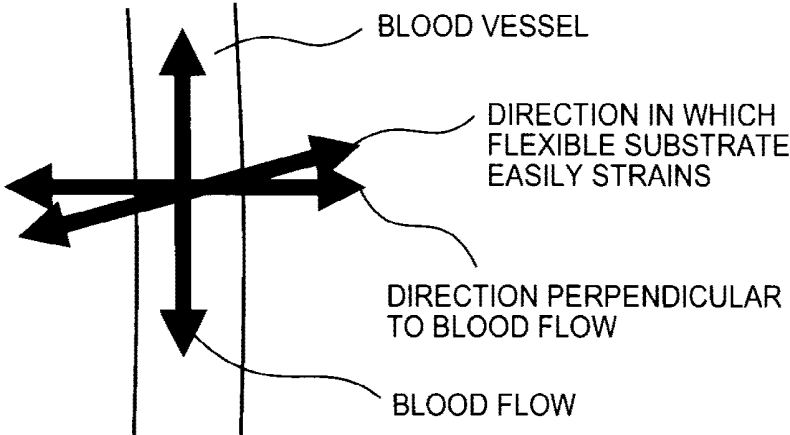 BLOOD VESSEL
DIRECTION IN WHICH
FLEXIBLE SUBSTRATE
EASILY STRAINS
DIRECTION PERPENDICULAR
TO BLOOD FLOW
BLOOD FLOW